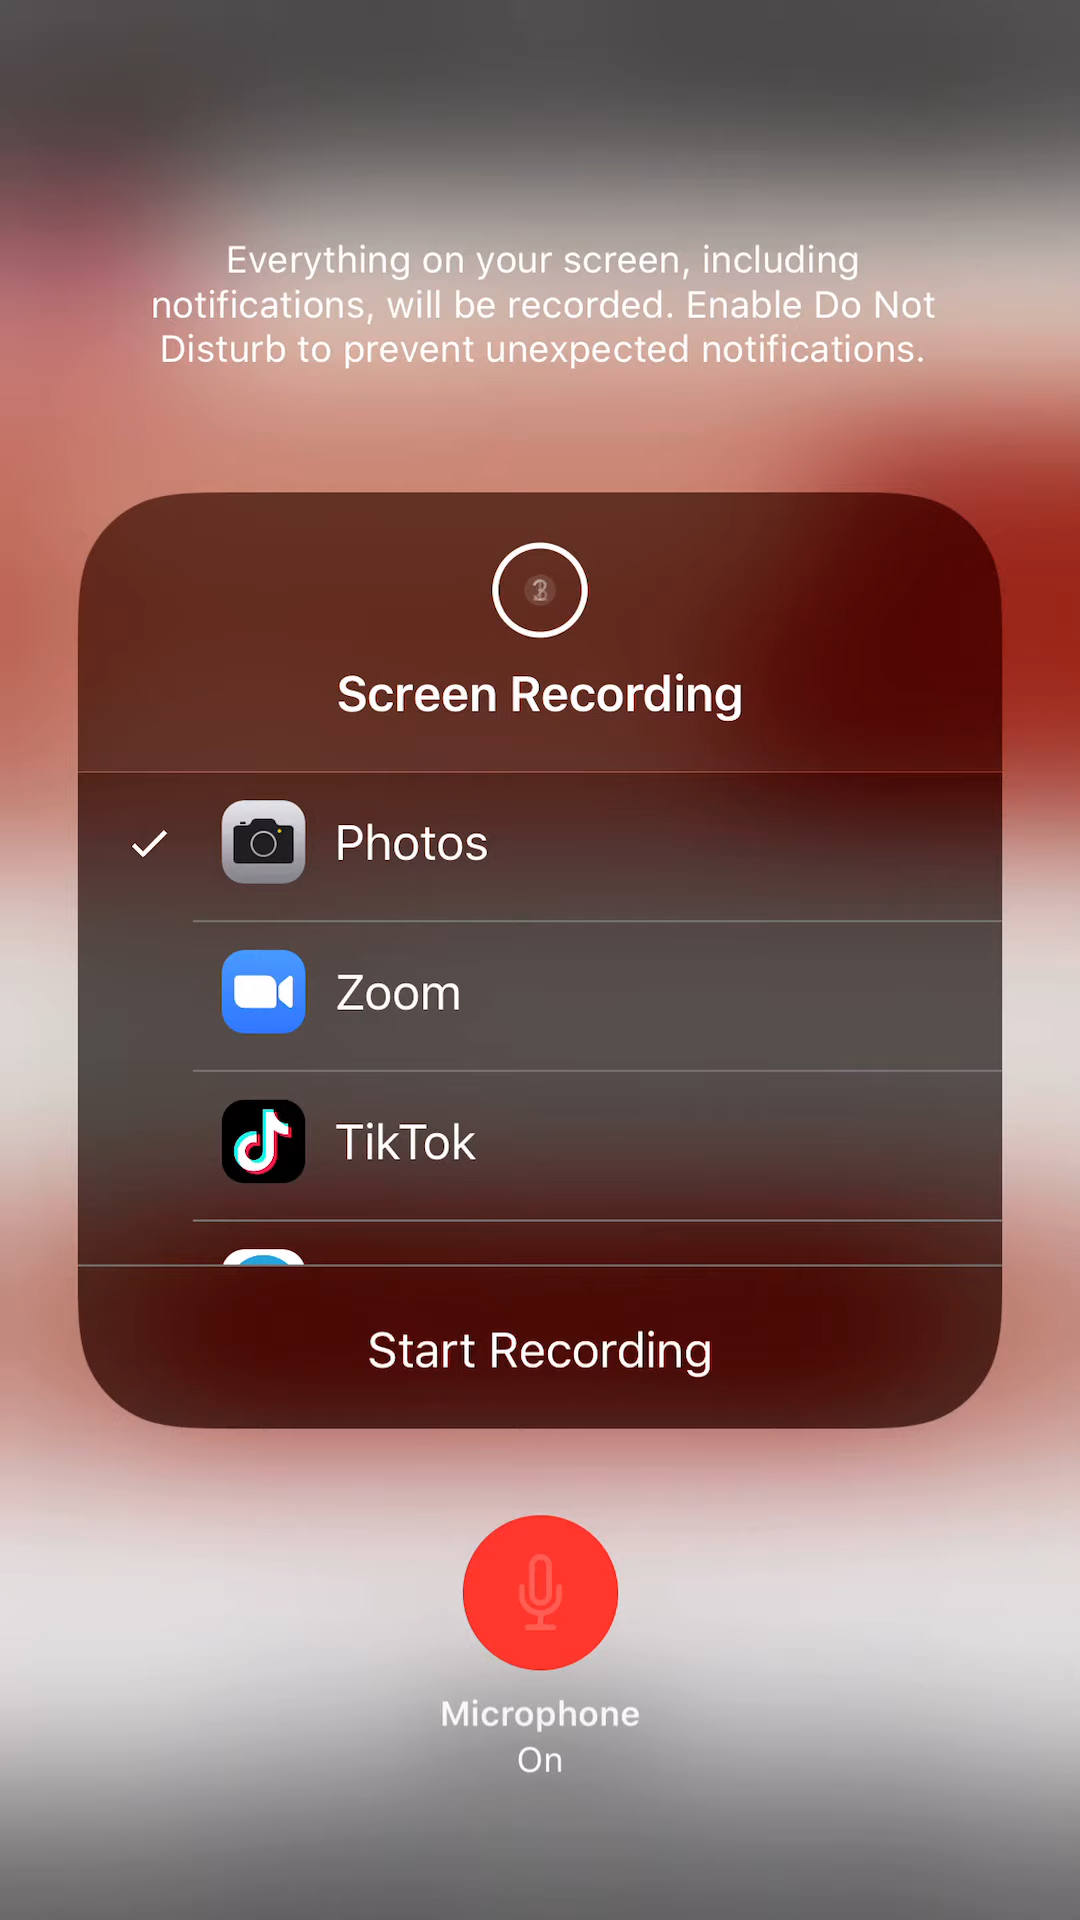 Everything on your screen, including
notifications, will be recorded. Enable Do Not
Disturb to prevent unexpected notifications.
Screen Recording
Photos
Zoom
TikTok
Start Recording
Microphone
On